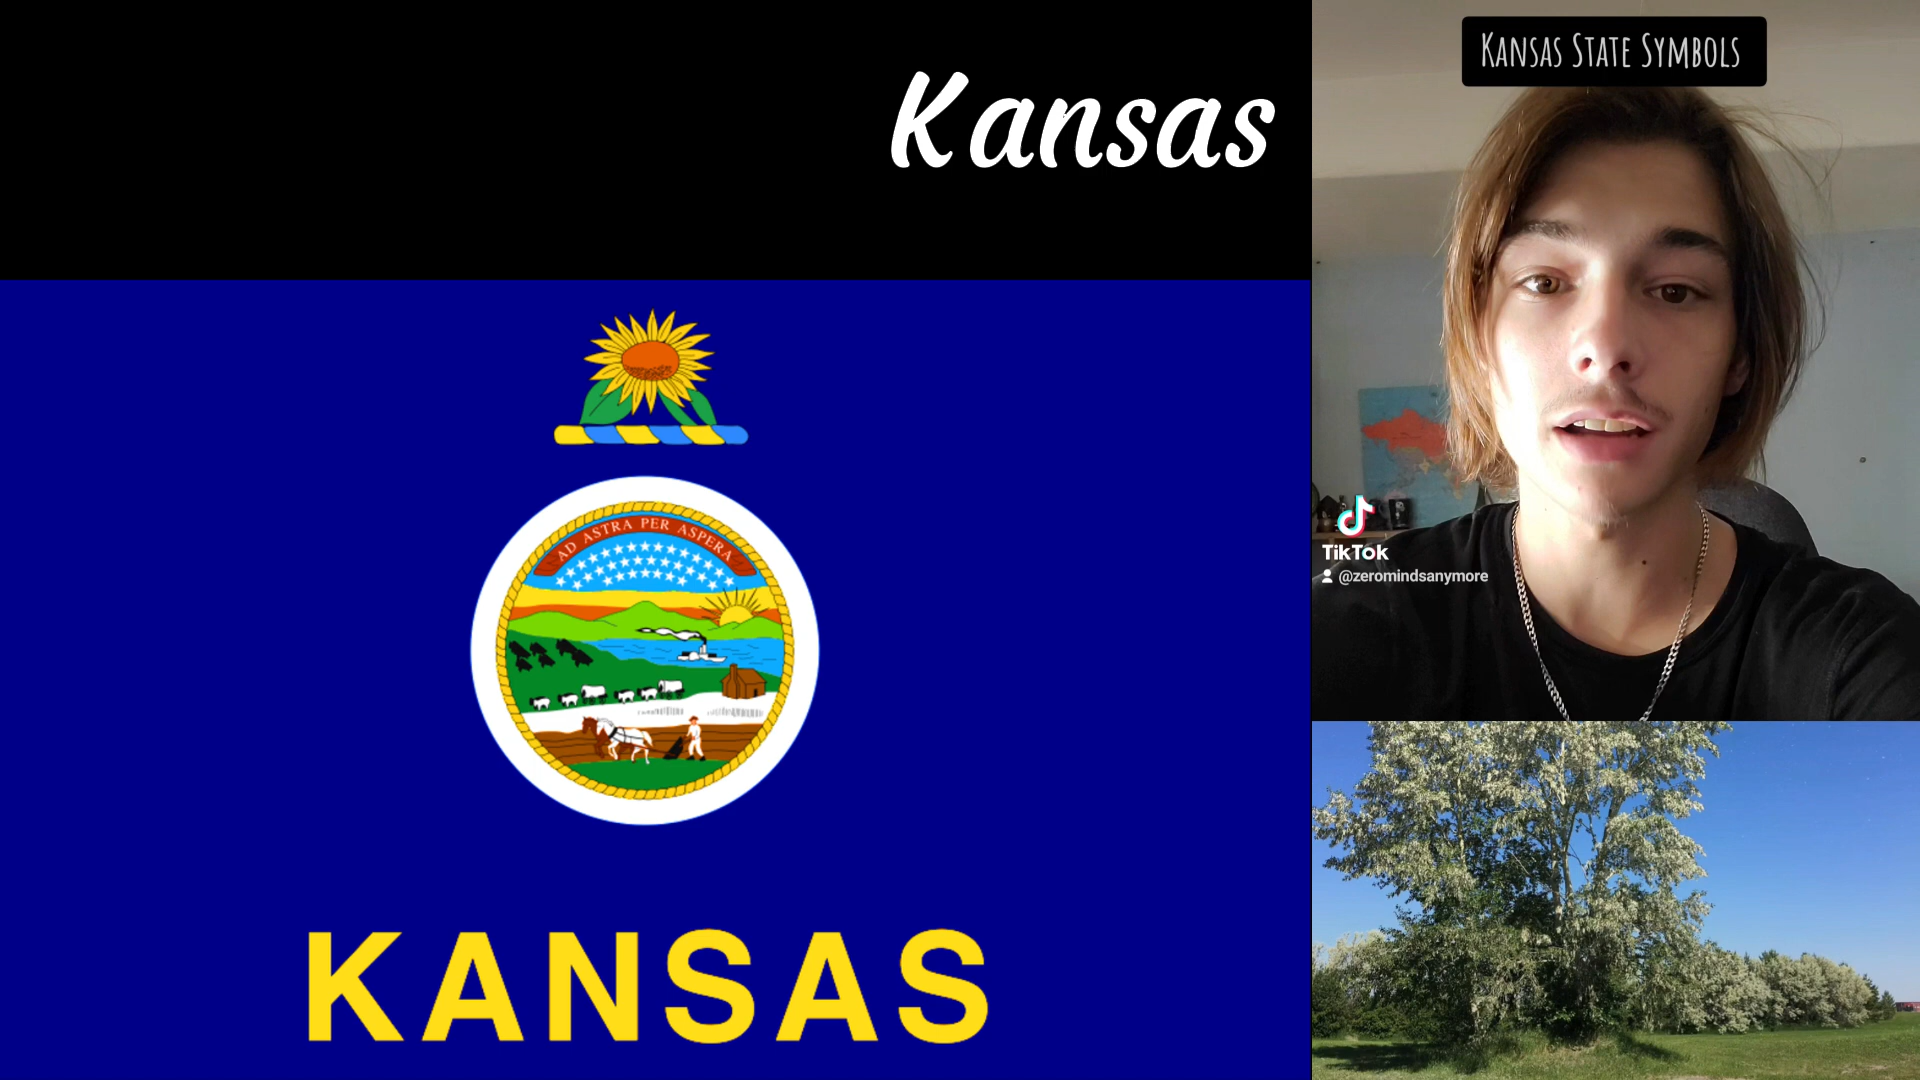 Kansas
KANSAS STATE SYMBOLS
AD ASTRA PER ASPERA
TikTok
@zeromindsanymore
KANSAS